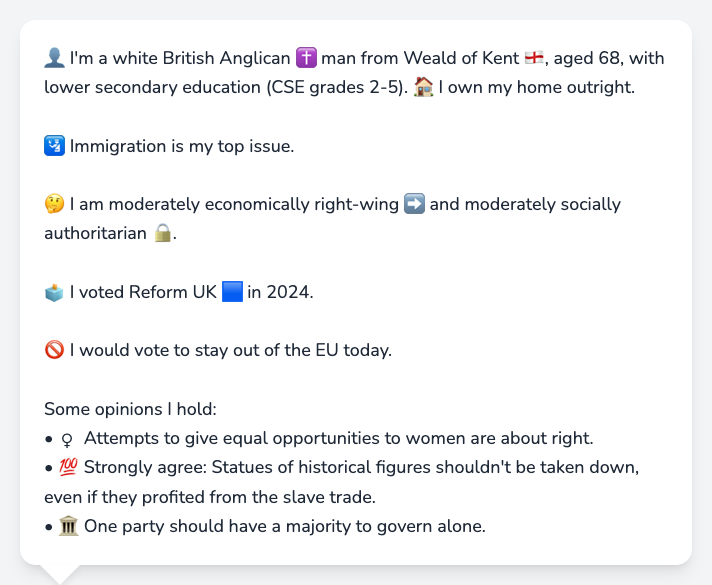 👤 I'm a white British Anglican ✝️ man from Weald of Kent 🏴󠁧󠁢󠁥󠁮󠁧󠁿, aged 68, with
lower secondary education (CSE grades 2-5). 🏠 I own my home outright.
🛂 Immigration is my top issue.
🤔 I am moderately economically right-wing ➡️ and moderately socially
authoritarian 🔒.
🗳️ I voted Reform UK 🟦 in 2024.
🚫 I would vote to stay out of the EU today.
Some opinions I hold:
• ♀ Attempts to give equal opportunities to women are about right.
• 💯 Strongly agree: Statues of historical figures shouldn't be taken down,
even if they profited from the slave trade.
• 🏛️ One party should have a majority to govern alone.